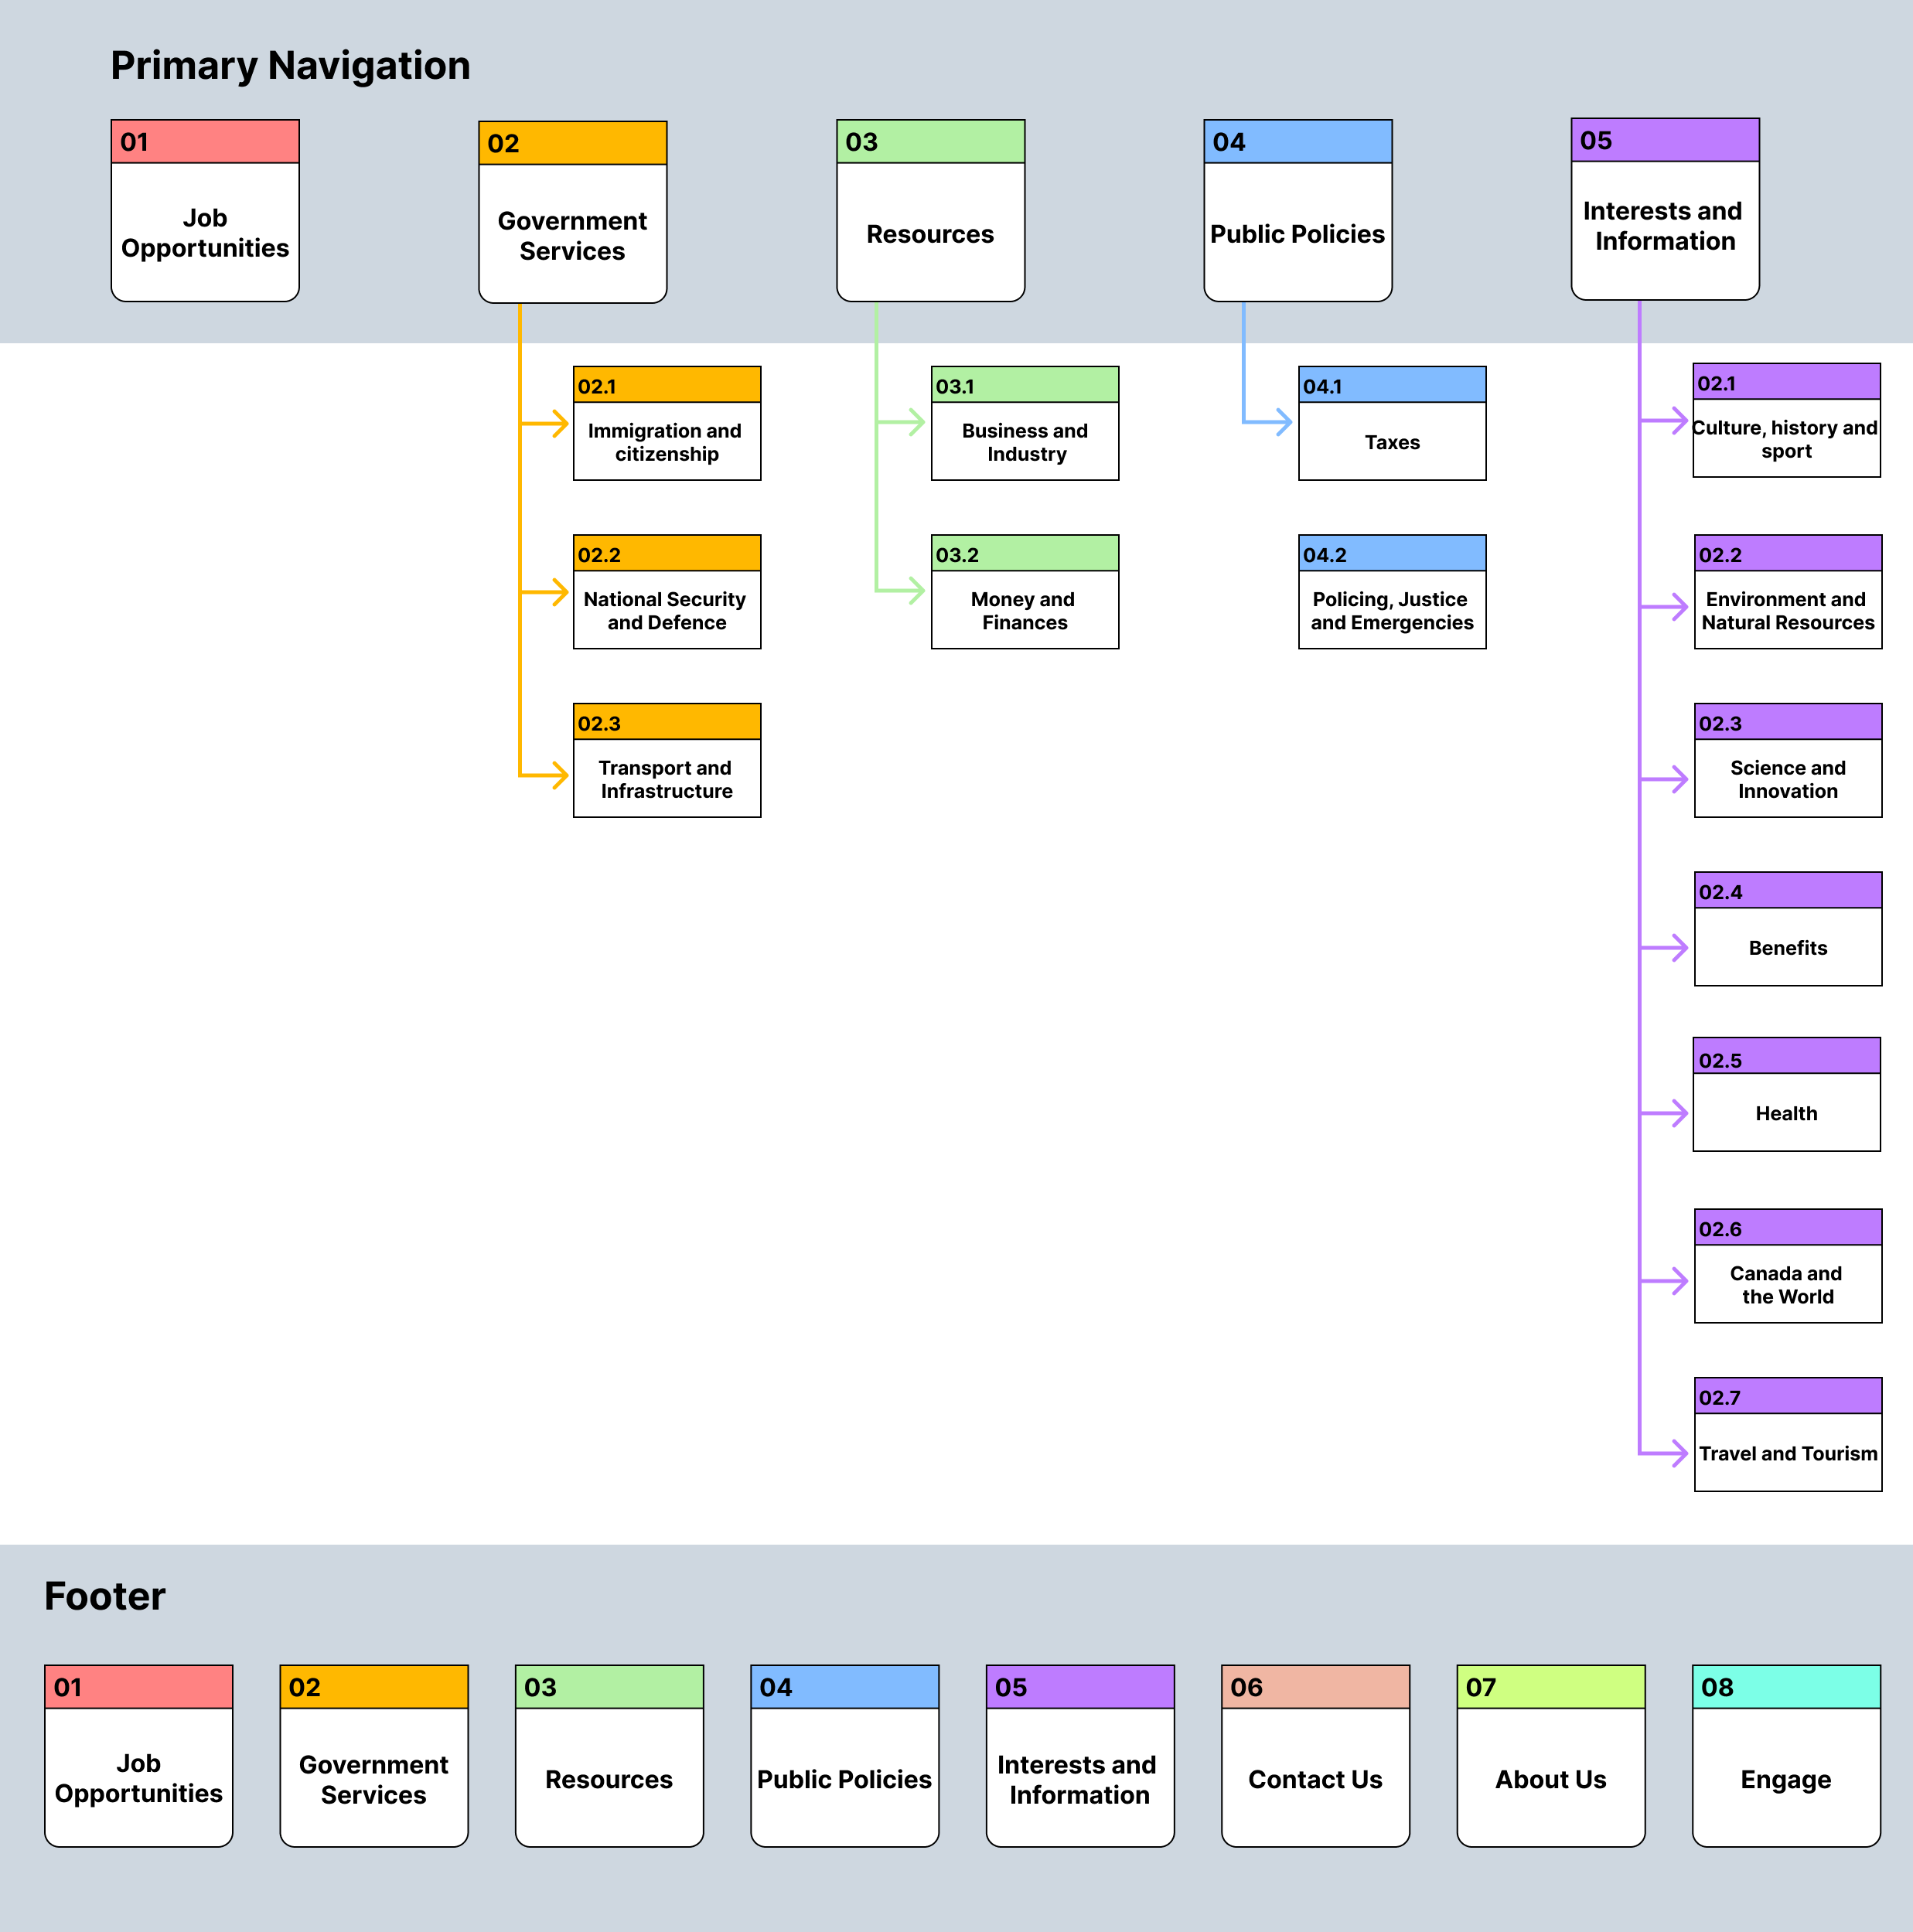 Primary Navigation
01
Job
Opportunities
02
Government
Services
03
Resources
04
Public Policies
05
Interests and
Information
02.1
Immigration and
citizenship
02.2
National Security
and Defence
02.3
Transport and
Infrastructure
03.1
Business and
Industry
03.2
Money and
Finances
04.1
Taxes
04.2
Policing, Justice
and Emergencies
02.1
Culture, history and
sport
02.2
Environment and
Natural Resources
02.3
Science and
Innovation
02.4
Benefits
02.5
Health
02.6
Canada and
the World
02.7
Travel and Tourism
Footer
01
Job
Opportunities
02
Government
Services
03
Resources
04
Public Policies
05
Interests and
Information
06
Contact Us
07
About Us
08
Engage